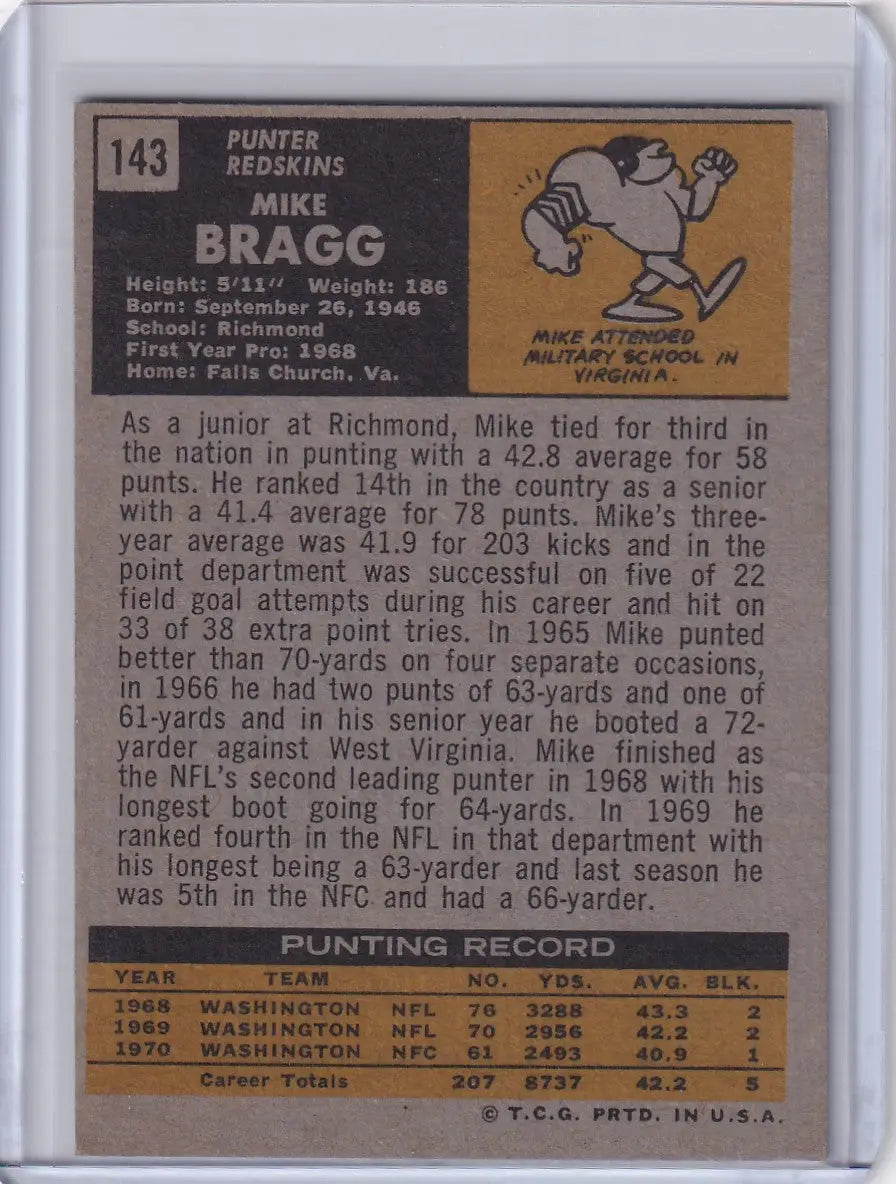 143
PUNTER
REDSKINS
MIKE
BRAGG
Height: 5'11" Weight: 186
Born: September 26, 1946
School: Richmond
First Year Pro: 1968
Home: Falls Church, Va.
MIKE ATTENDED
MILITARY SCHOOL IN
VIRGINIA.
As a junior at Richmond, Mike tied for third in
the nation in punting with a 42.8 average for 58
punts. He ranked 14th in the country as a senior
with a 41.4 average for 78 punts. Mike's three-
year average was 41.9 for 203 kicks and in the
point department was successful on five of 22
field goal attempts during his career and hit on
33 of 38 extra point tries. In 1965 Mike punted
better than 70-yards on four separate occasions,
in 1966 he had two punts of 63-yards and one of
61-yards and in his senior year he booted a 72-
yarder against West Virginia. Mike finished as
the NFL's second leading punter in 1968 with his
longest boot going for 64-yards. In 1969 he
ranked fourth in the NFL in that department with
his longest being a 63-yarder and last season he
was 5th in the NFC and had a 66-yarder.
PUNTING RECORD
YEAR TEAM NO. YDS. AVG. BLK.
1968 WASHINGTON NFL 76 3288 43.3 2
1969 WASHINGTON NFL 70 2956 42.2 2
1970 WASHINGTON NFC 61 2493 40.9 1
Career Totals 207 8737 42.2 5
© T.C.G. PRTD. IN U.S.A.